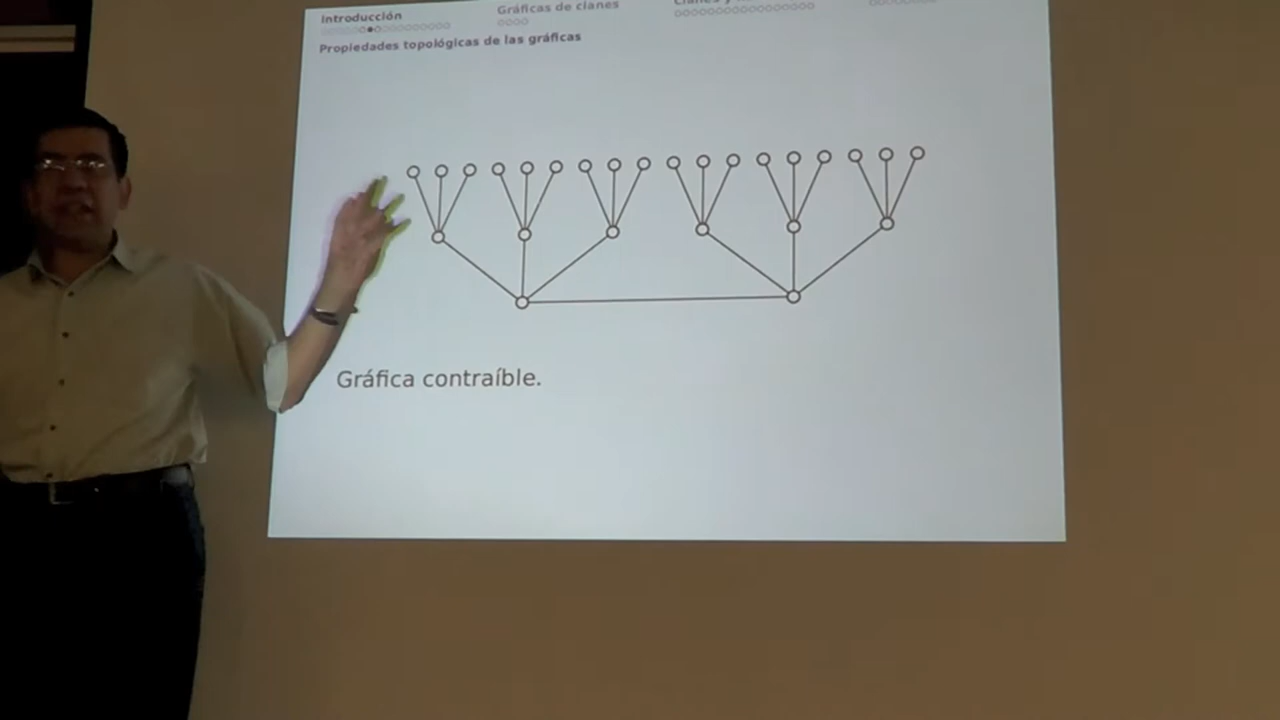 Introducción
Gráficas de clanes
Propiedades topológicas de las gráficas
Gráfica contraíble.